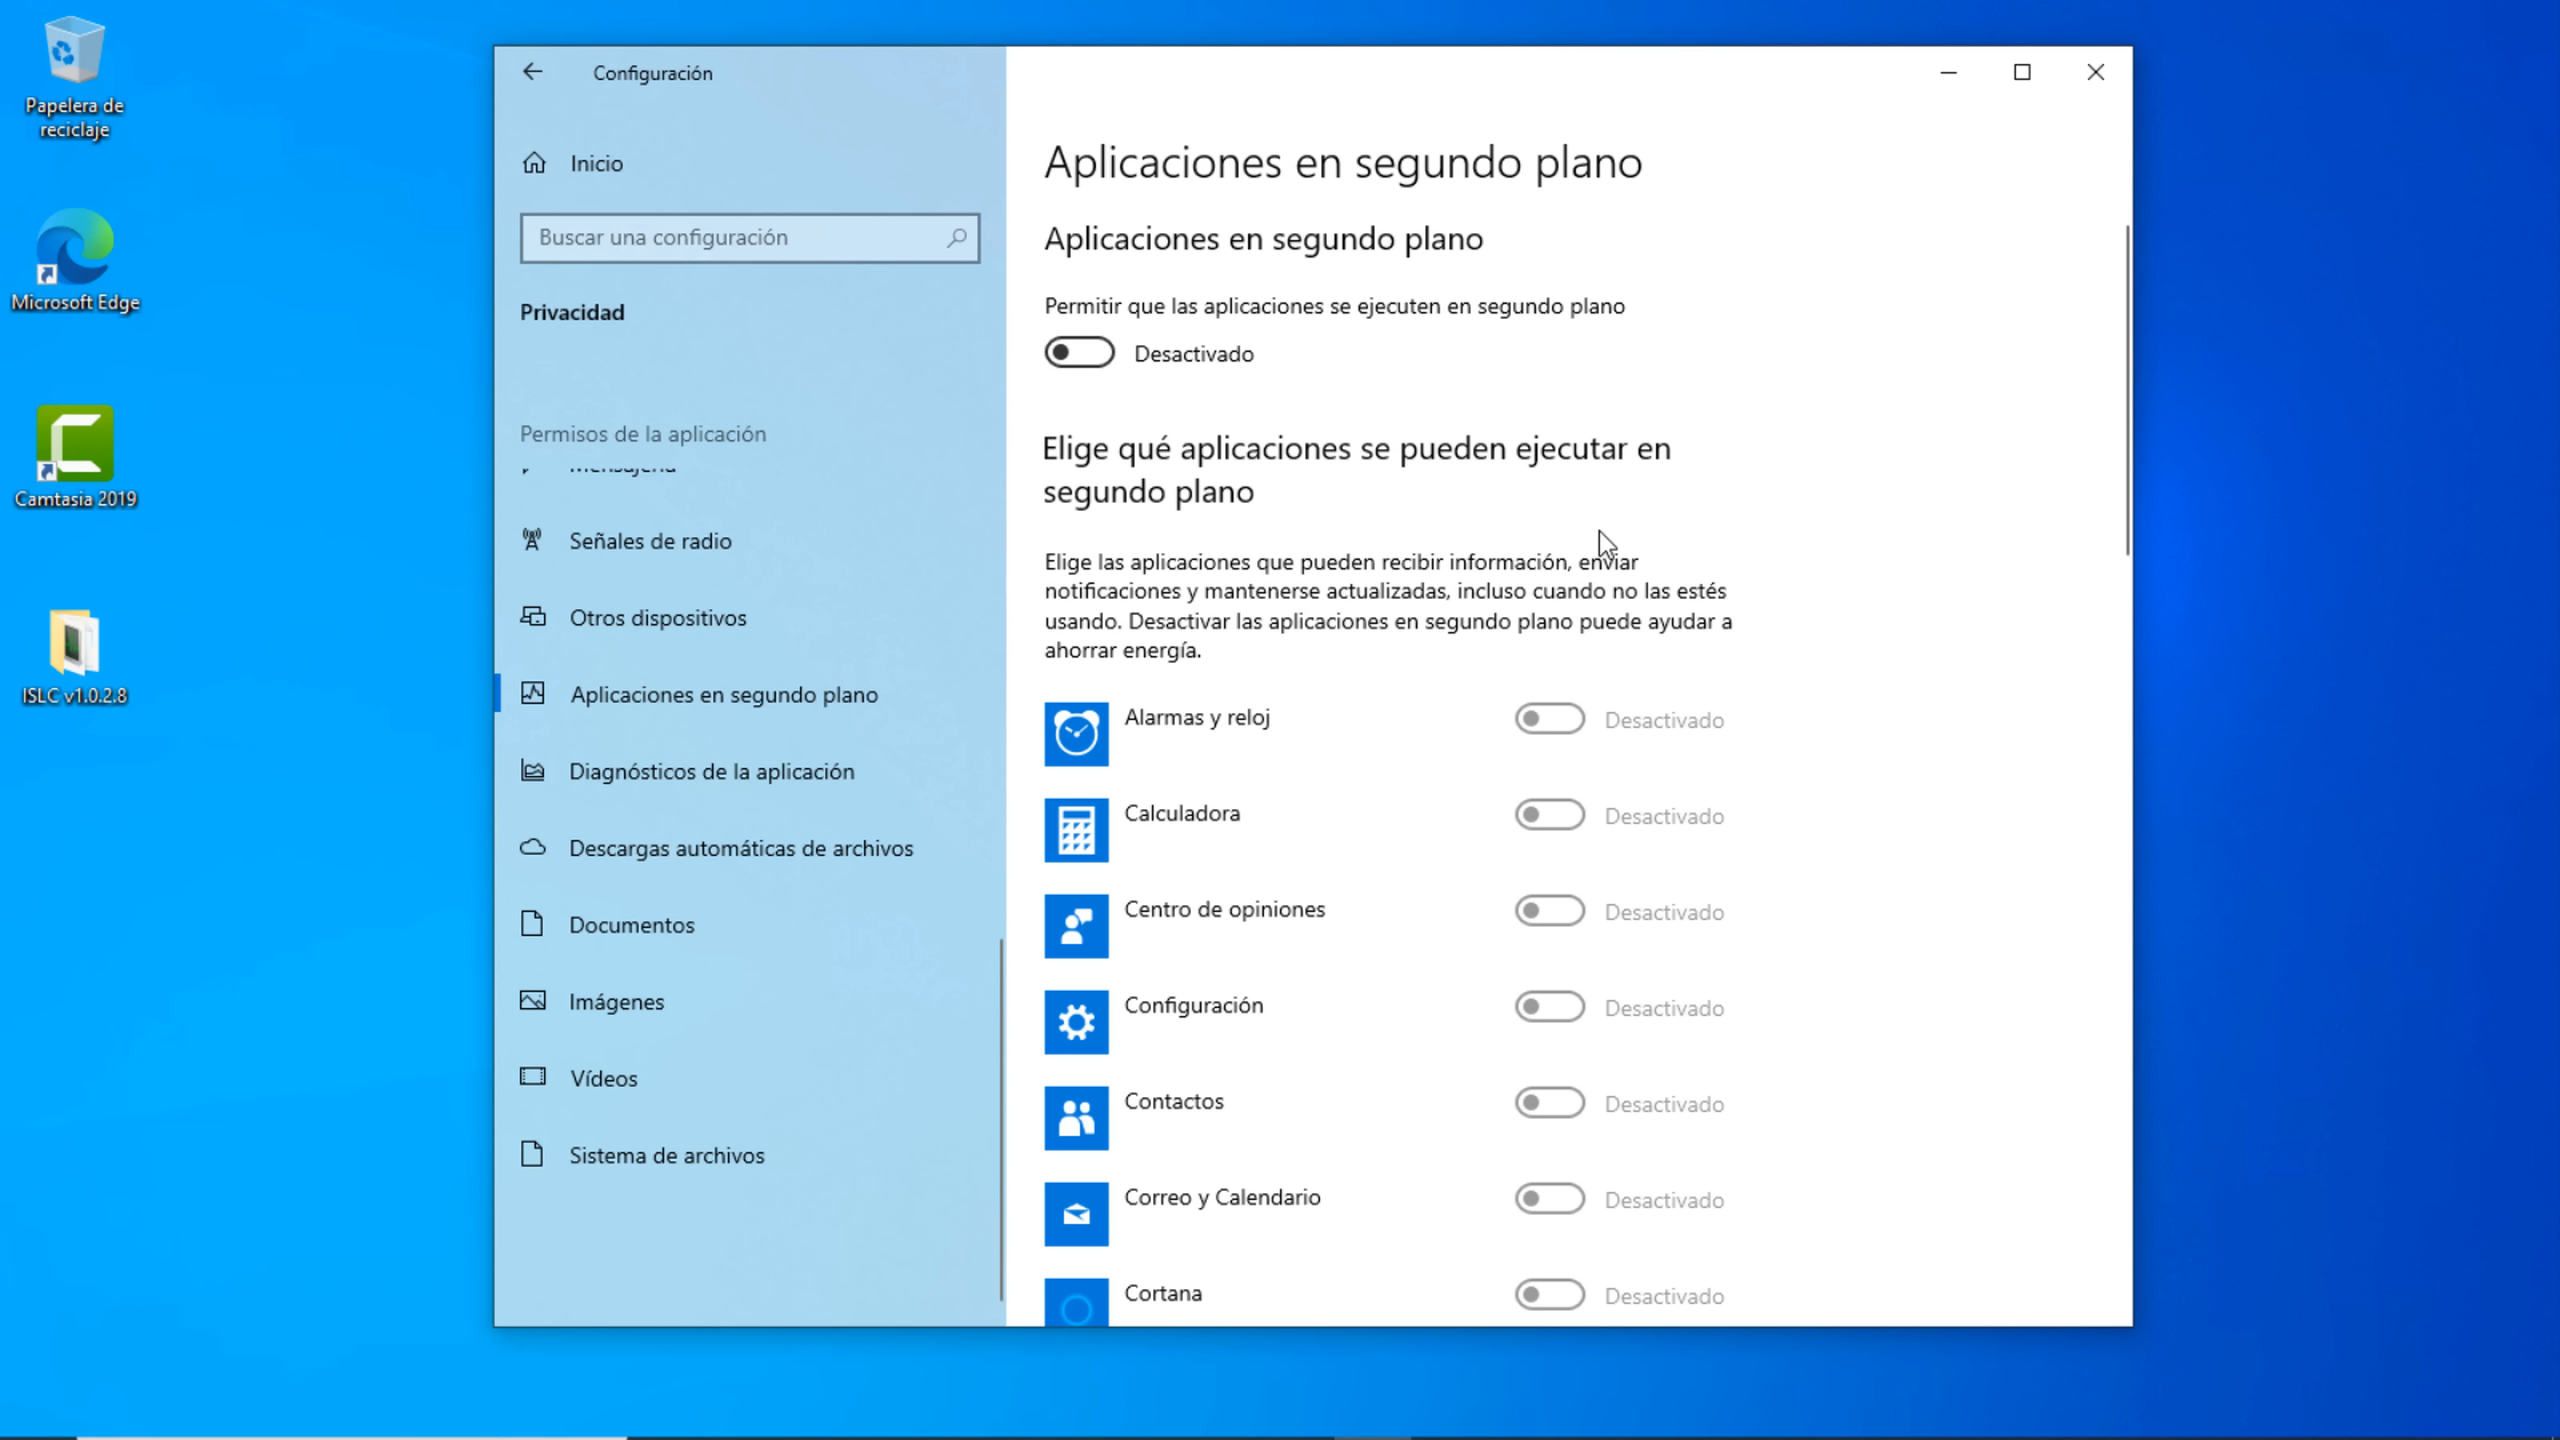 Papelera de
reciclaje
Microsoft Edge
Camtasia 2019
ISLC v1.0.2.8
Configuración
Inicio
Buscar una configuración
Privacidad
Permisos de la aplicación
Mensajería
Señales de radio
Otros dispositivos
Aplicaciones en segundo plano
Diagnósticos de la aplicación
Descargas automáticas de archivos
Documentos
Imágenes
Vídeos
Sistema de archivos
Aplicaciones en segundo plano
Aplicaciones en segundo plano
Permitir que las aplicaciones se ejecuten en segundo plano
Desactivado
Elige qué aplicaciones se pueden ejecutar en
segundo plano
Elige las aplicaciones que pueden recibir información, enviar
notificaciones y mantenerse actualizadas, incluso cuando no las estés
usando. Desactivar las aplicaciones en segundo plano puede ayudar a
ahorrar energía.
Alarmas y reloj Desactivado
Calculadora Desactivado
Centro de opiniones Desactivado
Configuración Desactivado
Contactos Desactivado
Correo y Calendario Desactivado
Cortana Desactivado